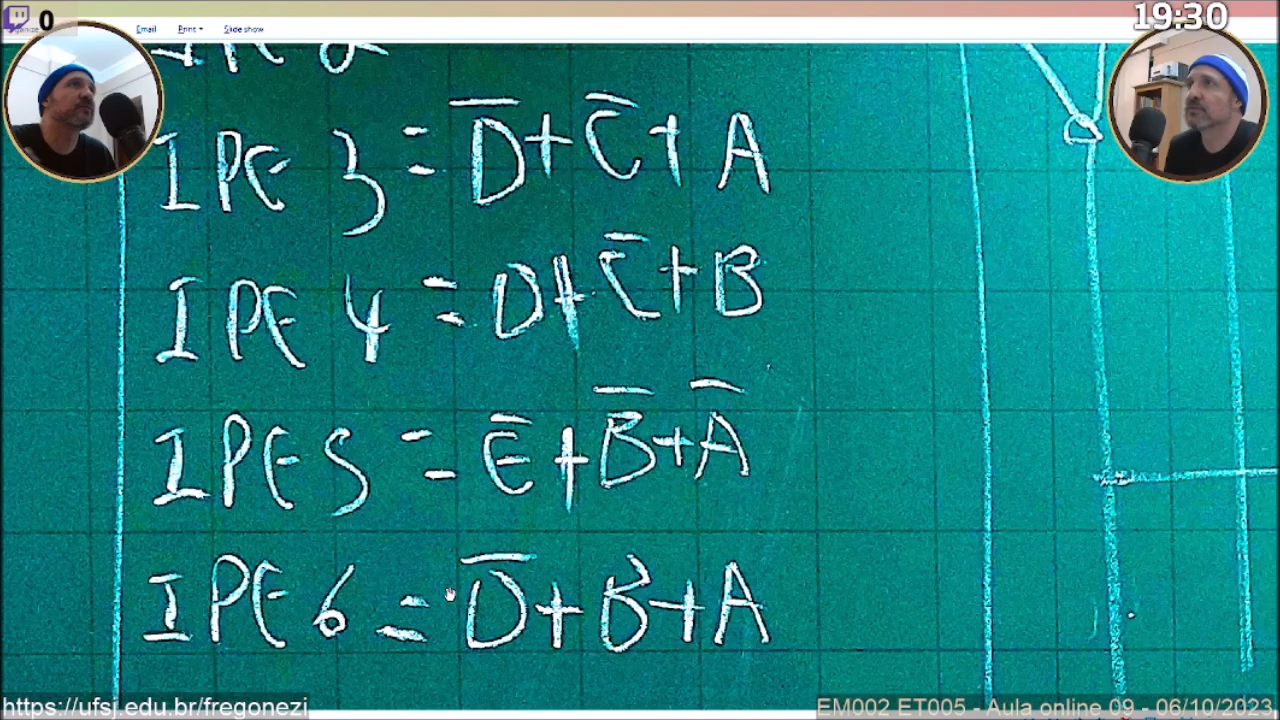 0
Email Print Slide show
19:30
IPE 3 = D̅ + C̅ + A
IPE 4 = D + C̅ + B
IPE 5 = E̅ + B̅ + A̅
IPE 6 = D̅ + B + A
https://ufsj.edu.br/fregonezi
EM002 ET005 - Aula online 09 - 06/10/2023